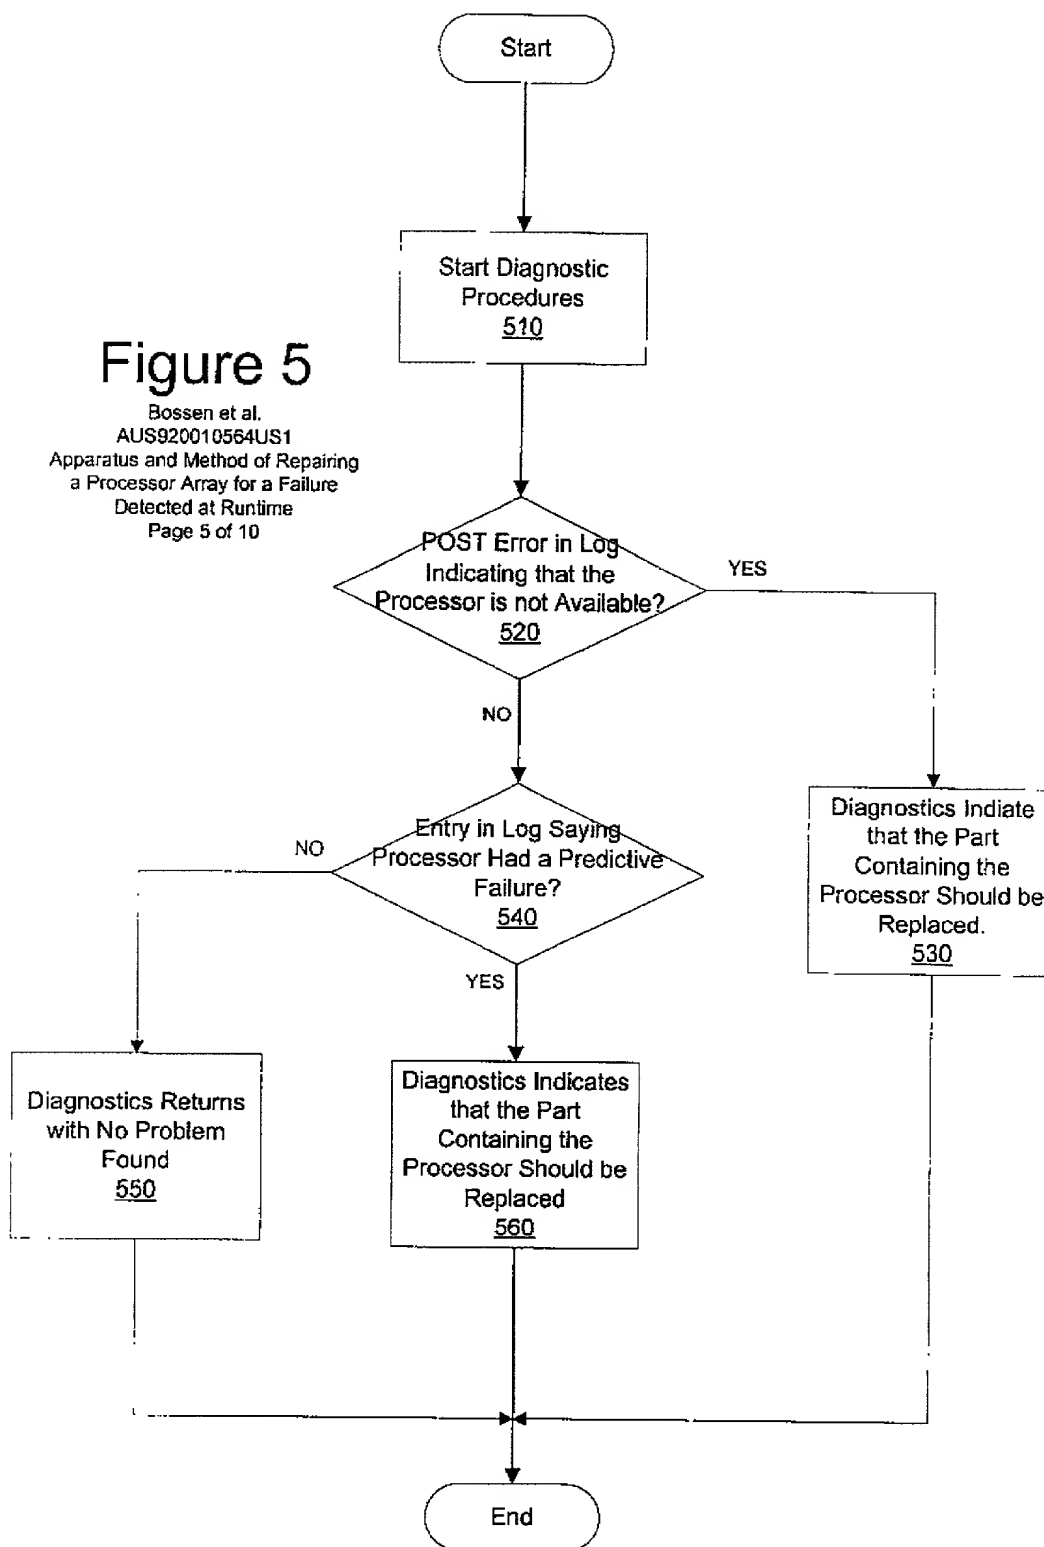 Start
Start Diagnostic
Procedures
510
Figure 5
Bossen et al.
AUS920010564US1
Apparatus and Method of Repairing
a Processor Array for a Failure
Detected at Runtime
Page 5 of 10
POST Error in Log
Indicating that the
Processor is not Available?
520
YES
NO
Entry in Log Saying
Processor Had a Predictive
Failure?
540
NO
YES
Diagnostics Indiate
that the Part
Containing the
Processor Should be
Replaced.
530
Diagnostics Returns
with No Problem
Found
550
Diagnostics Indicates
that the Part
Containing the
Processor Should be
Replaced
560
End